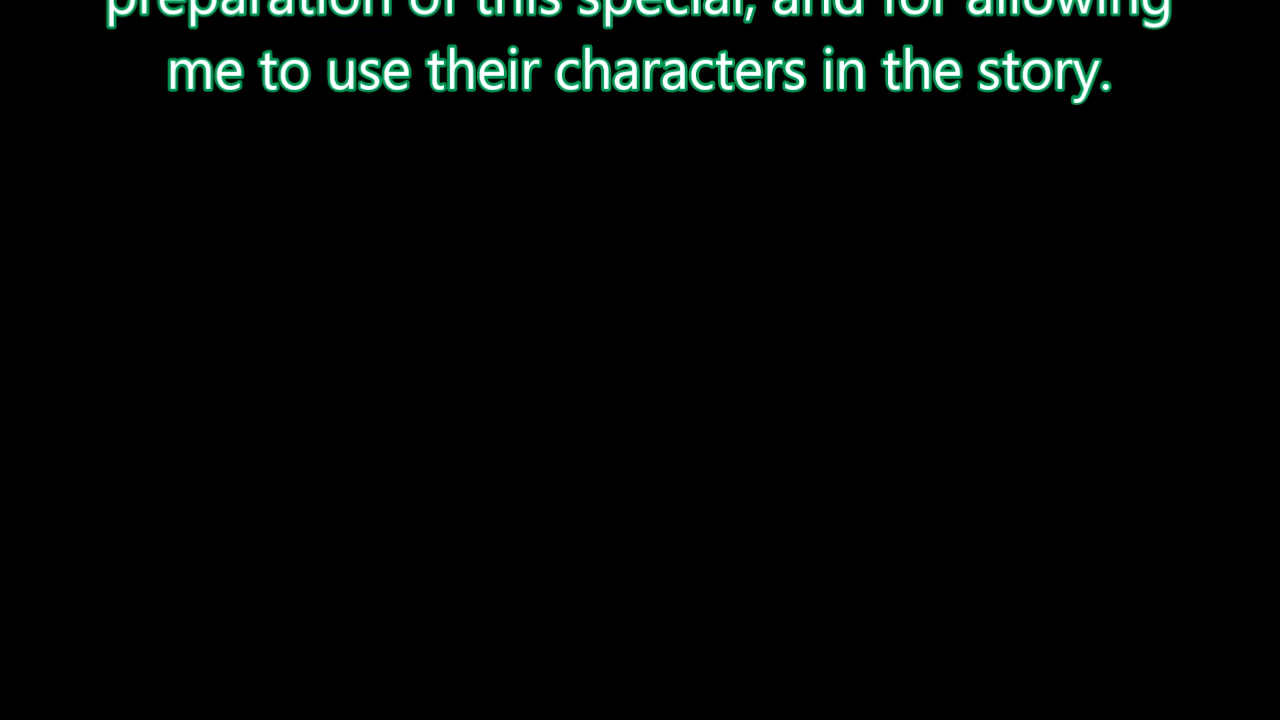 preparation of this special, and for allowing
me to use their characters in the story.